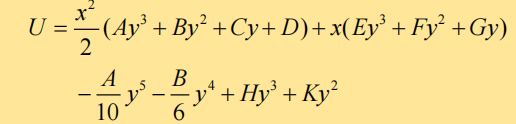 U = x²/2 (Ay³ + By² + Cy + D) + x(Ey³ + Fy² + Gy)
− A/10 y⁵ − B/6 y⁴ + Hy³ + Ky²